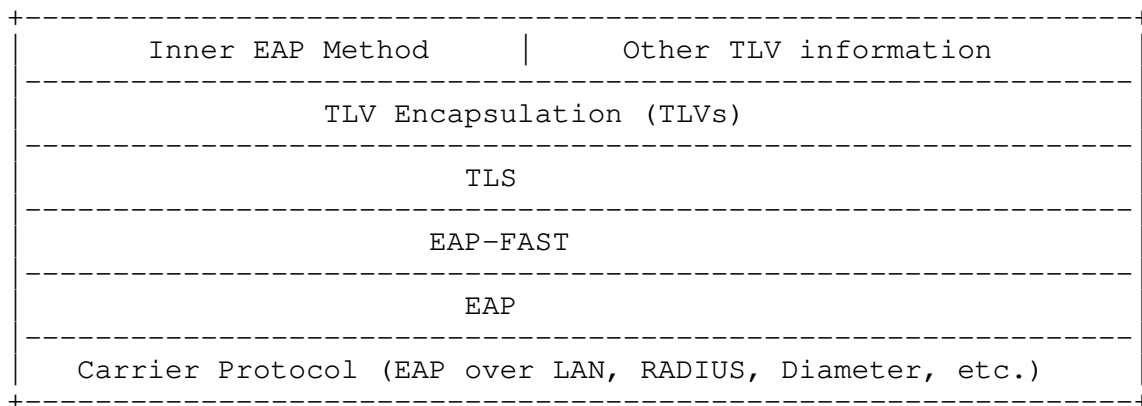 +---------------------------------------------------------------+
| Inner EAP Method | Other TLV information |
|---------------------------------------------------------------|
| TLV Encapsulation (TLVs) |
|---------------------------------------------------------------|
| TLS |
|---------------------------------------------------------------|
| EAP-FAST |
|---------------------------------------------------------------|
| EAP |
|---------------------------------------------------------------|
| Carrier Protocol (EAP over LAN, RADIUS, Diameter, etc.) |
+---------------------------------------------------------------+